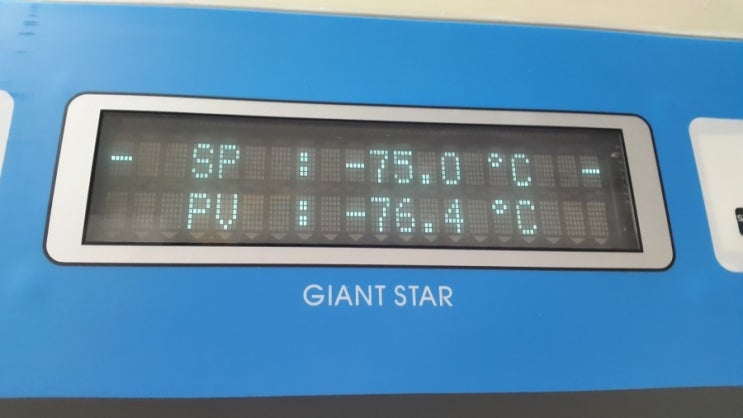 - SP : -75.0 °C -
PV : -76.4 °C
GIANT STAR